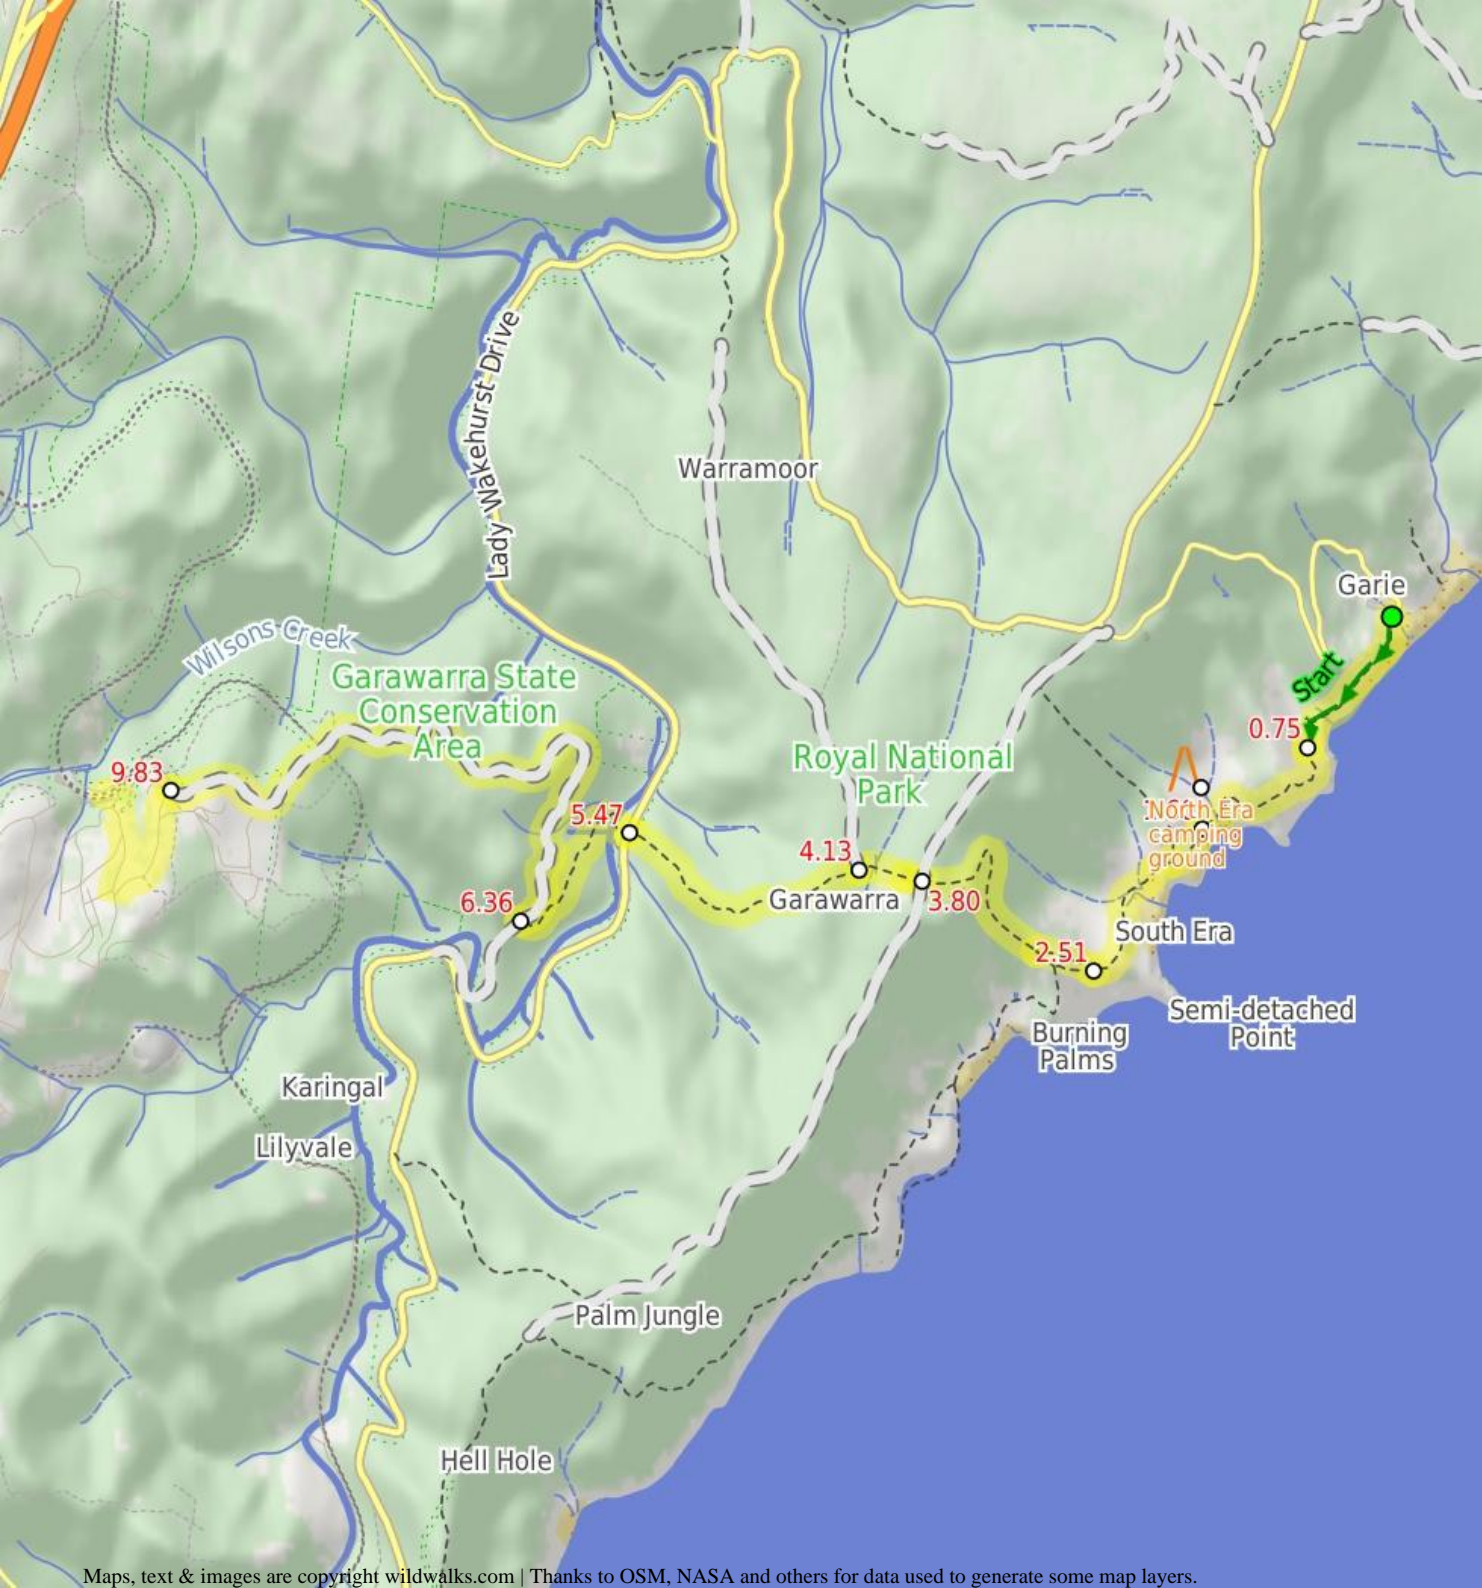 Lady Wakehurst Drive
Warramoor
Garie
Wilsons Creek
Garawarra State
Conservation
Area
Start
0.75
Royal National
Park
9.83
5.47
North Era
camping
ground
4.13
Garawarra
3.80
6.36
South Era
2.51
Semi-detached
Point
Burning
Palms
Karingal
Lilyvale
Palm Jungle
Hell Hole
Maps, text & images are copyright wildwalks.com | Thanks to OSM, NASA and others for data used to generate some map layers.